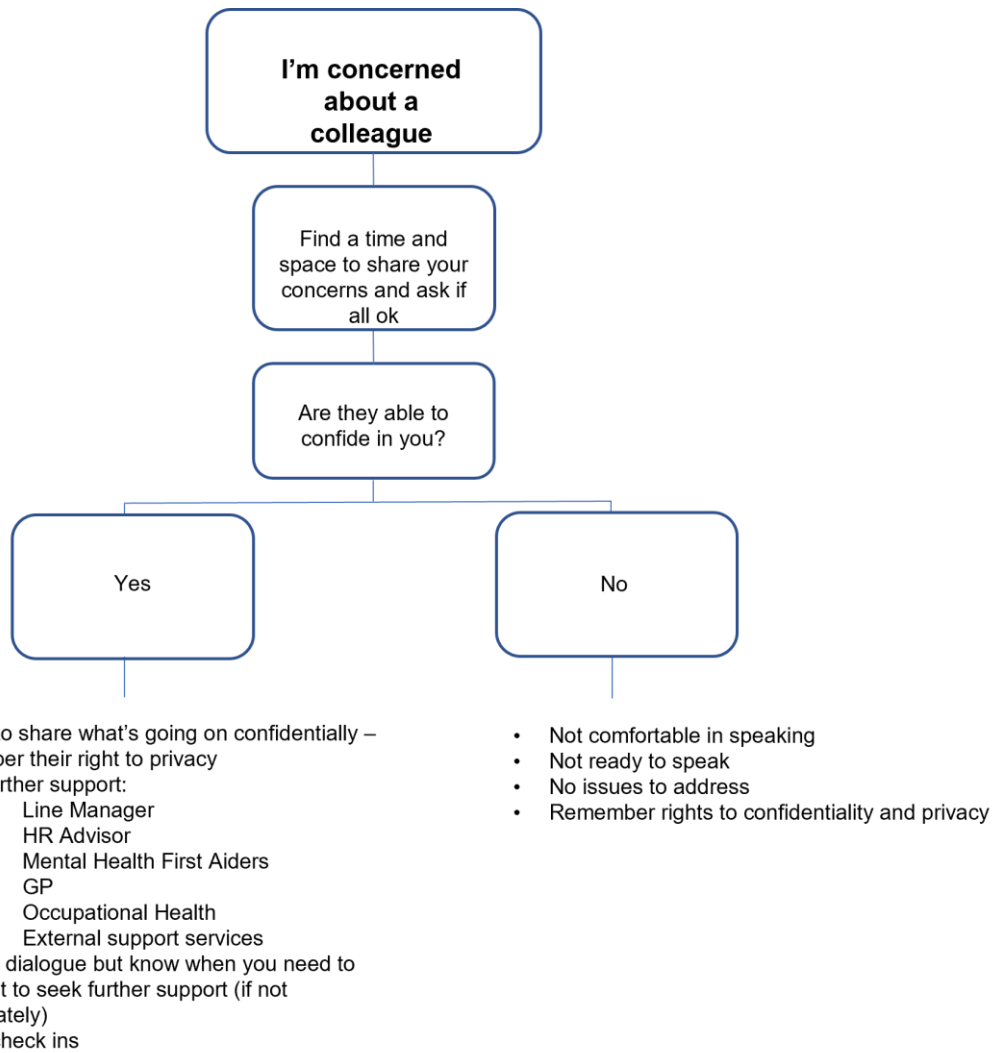 I'm concerned
about a
colleague
Find a time and
space to share your
concerns and ask if
all ok
Are they able to
confide in you?
Yes
No
o share what's going on confidentially –
per their right to privacy
rther support:
Line Manager
HR Advisor
Mental Health First Aiders
GP
Occupational Health
External support services
dialogue but know when you need to
t to seek further support (if not
ately)
heck ins
• Not comfortable in speaking
• Not ready to speak
• No issues to address
• Remember rights to confidentiality and privacy